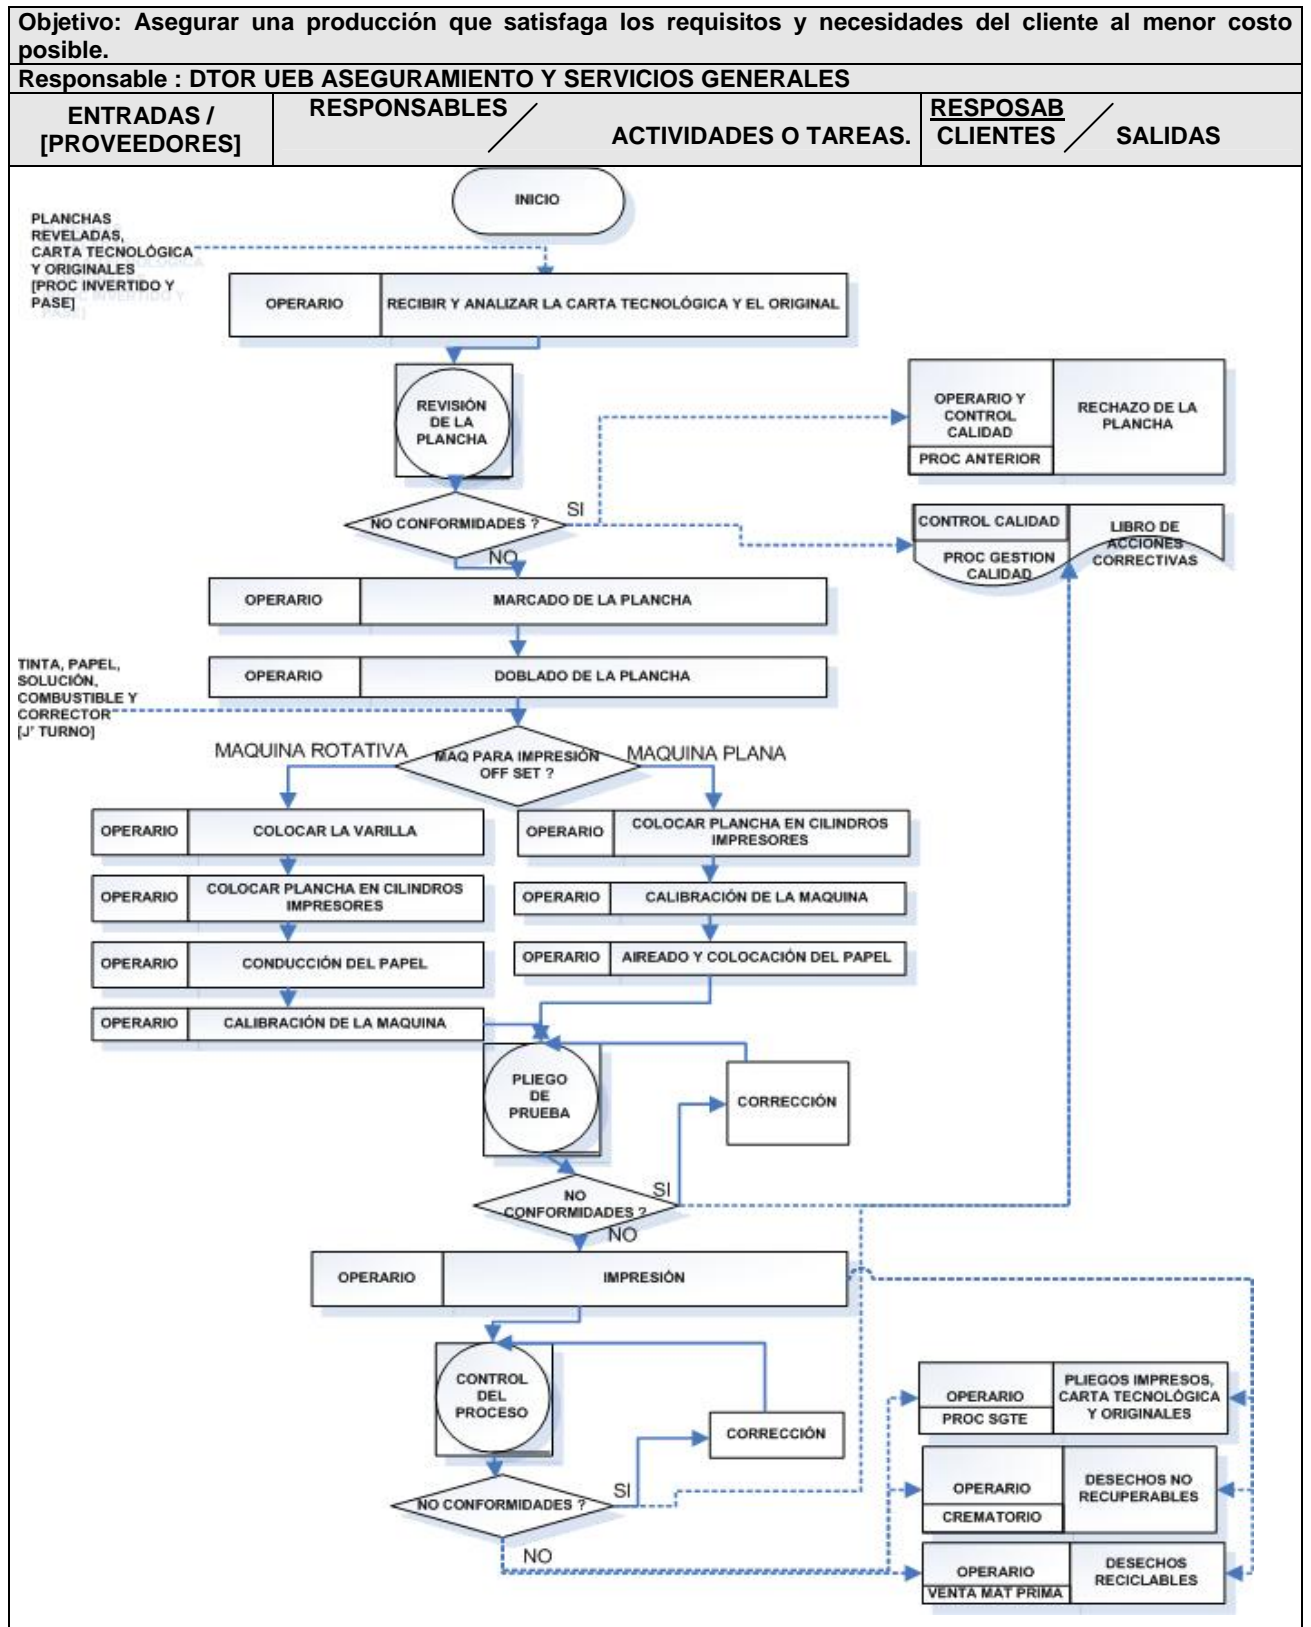 Objetivo: Asegurar una producción que satisfaga los requisitos y necesidades del cliente al menor costo
posible.
Responsable : DTOR UEB ASEGURAMIENTO Y SERVICIOS GENERALES
ENTRADAS /
[PROVEEDORES]
RESPONSABLES
ACTIVIDADES O TAREAS.
RESPOSAB
CLIENTES
SALIDAS
INICIO
PLANCHAS
REVELADAS,
CARTA TECNOLÓGICA
Y ORIGINALES
[PROC INVERTIDO Y
PASE]
OPERARIO
RECIBIR Y ANALIZAR LA CARTA TECNOLÓGICA Y EL ORIGINAL
REVISIÓN
DE LA
PLANCHA
OPERARIO Y
CONTROL
CALIDAD
PROC ANTERIOR
RECHAZO DE LA
PLANCHA
NO CONFORMIDADES ?
SI
NO
CONTROL CALIDAD
PROC GESTION
CALIDAD
LIBRO DE
ACCIONES
CORRECTIVAS
OPERARIO
MARCADO DE LA PLANCHA
OPERARIO
DOBLADO DE LA PLANCHA
TINTA, PAPEL,
SOLUCIÓN,
COMBUSTIBLE Y
CORRECTOR
[J' TURNO]
MAQUINA ROTATIVA
MAQ PARA IMPRESIÓN
OFF SET ?
MAQUINA PLANA
OPERARIO
COLOCAR LA VARILLA
OPERARIO
COLOCAR PLANCHA EN CILINDROS
IMPRESORES
OPERARIO
CONDUCCIÓN DEL PAPEL
OPERARIO
CALIBRACIÓN DE LA MAQUINA
OPERARIO
COLOCAR PLANCHA EN CILINDROS
IMPRESORES
OPERARIO
CALIBRACIÓN DE LA MAQUINA
OPERARIO
AIREADO Y COLOCACIÓN DEL PAPEL
PLIEGO
DE
PRUEBA
CORRECCIÓN
NO
CONFORMIDADES ?
SI
NO
OPERARIO
IMPRESIÓN
CONTROL
DEL
PROCESO
CORRECCIÓN
NO CONFORMIDADES ?
SI
NO
OPERARIO
PROC SGTE
PLIEGOS IMPRESOS,
CARTA TECNOLÓGICA
Y ORIGINALES
OPERARIO
CREMATORIO
DESECHOS NO
RECUPERABLES
OPERARIO
VENTA MAT PRIMA
DESECHOS
RECICLABLES